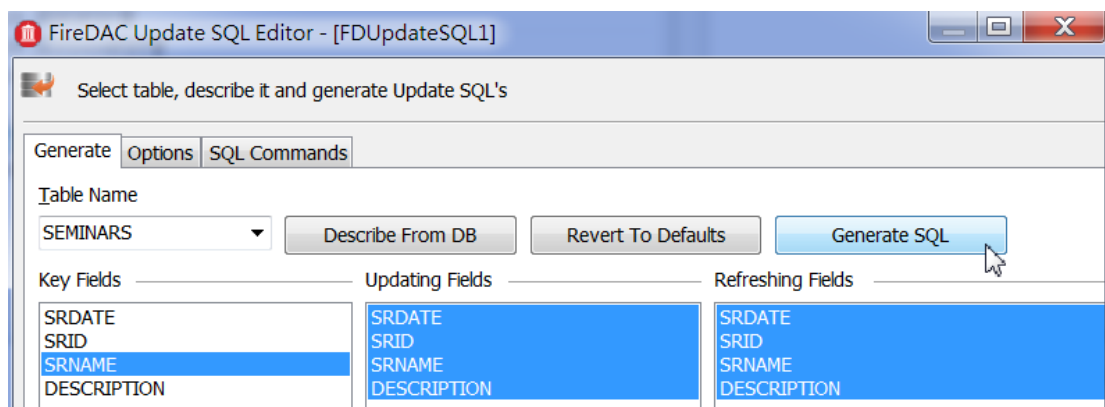 FireDAC Update SQL Editor - [FDUpdateSQL1]
Select table, describe it and generate Update SQL's
Generate Options SQL Commands
Table Name
SEMINARS Describe From DB Revert To Defaults Generate SQL
Key Fields Updating Fields Refreshing Fields
SRDATE SRDATE SRDATE
SRID SRID SRID
SRNAME SRNAME SRNAME
DESCRIPTION DESCRIPTION DESCRIPTION